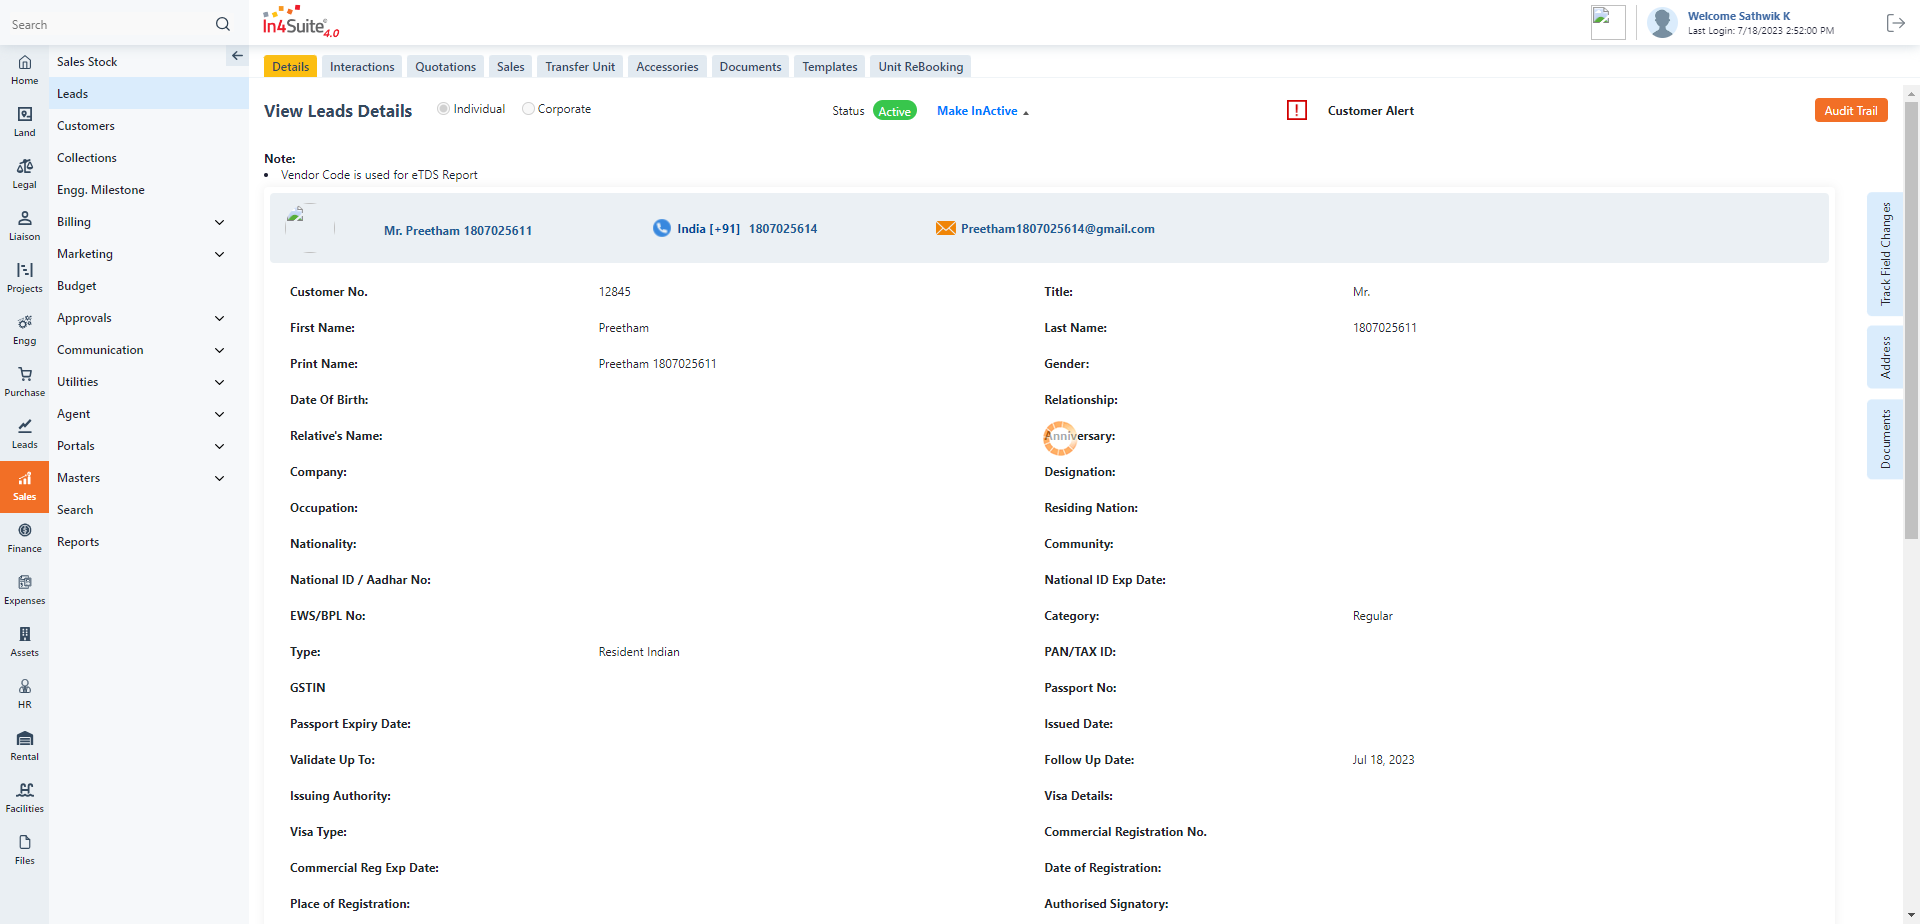 Search
In4Suite® 4.0
Welcome Sathwik K
Last Login: 7/18/2023 2:52:00 PM
Home
Land
Legal
Liaison
Projects
Engg
Purchase
Leads
Sales
Finance
Expenses
Assets
HR
Rental
Facilities
Files
Sales Stock
Leads
Customers
Collections
Engg. Milestone
Billing
Marketing
Budget
Approvals
Communication
Utilities
Agent
Portals
Masters
Search
Reports
Details Interactions Quotations Sales Transfer Unit Accessories Documents Templates Unit ReBooking
View Leads Details Individual Corporate Status Active Make InActive Customer Alert Audit Trail
Note:
• Vendor Code is used for eTDS Report
Mr. Preetham 1807025611 India [+91] 1807025614 Preetham1807025614@gmail.com
Customer No. 12845 Title: Mr.
First Name: Preetham Last Name: 1807025611
Print Name: Preetham 1807025611 Gender:
Date Of Birth: Relationship:
Relative's Name: Anniversary:
Company: Designation:
Occupation: Residing Nation:
Nationality: Community:
National ID / Aadhar No: National ID Exp Date:
EWS/BPL No: Category: Regular
Type: Resident Indian PAN/TAX ID:
GSTIN Passport No:
Passport Expiry Date: Issued Date:
Validate Up To: Follow Up Date: Jul 18, 2023
Issuing Authority: Visa Details:
Visa Type: Commercial Registration No.
Commercial Reg Exp Date: Date of Registration:
Place of Registration: Authorised Signatory:
Track Field Changes
Address
Documents